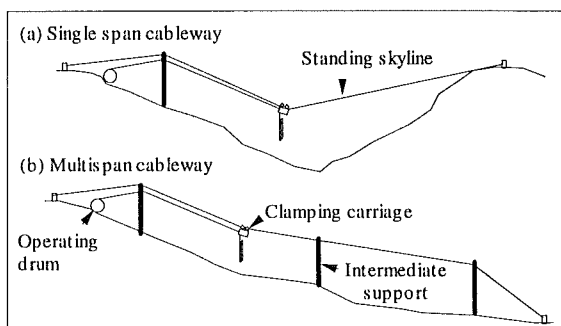 (a) Single span cableway
Standing skyline
(b) Multispan cableway
Clamping carriage
Operating
drum
Intermediate
support